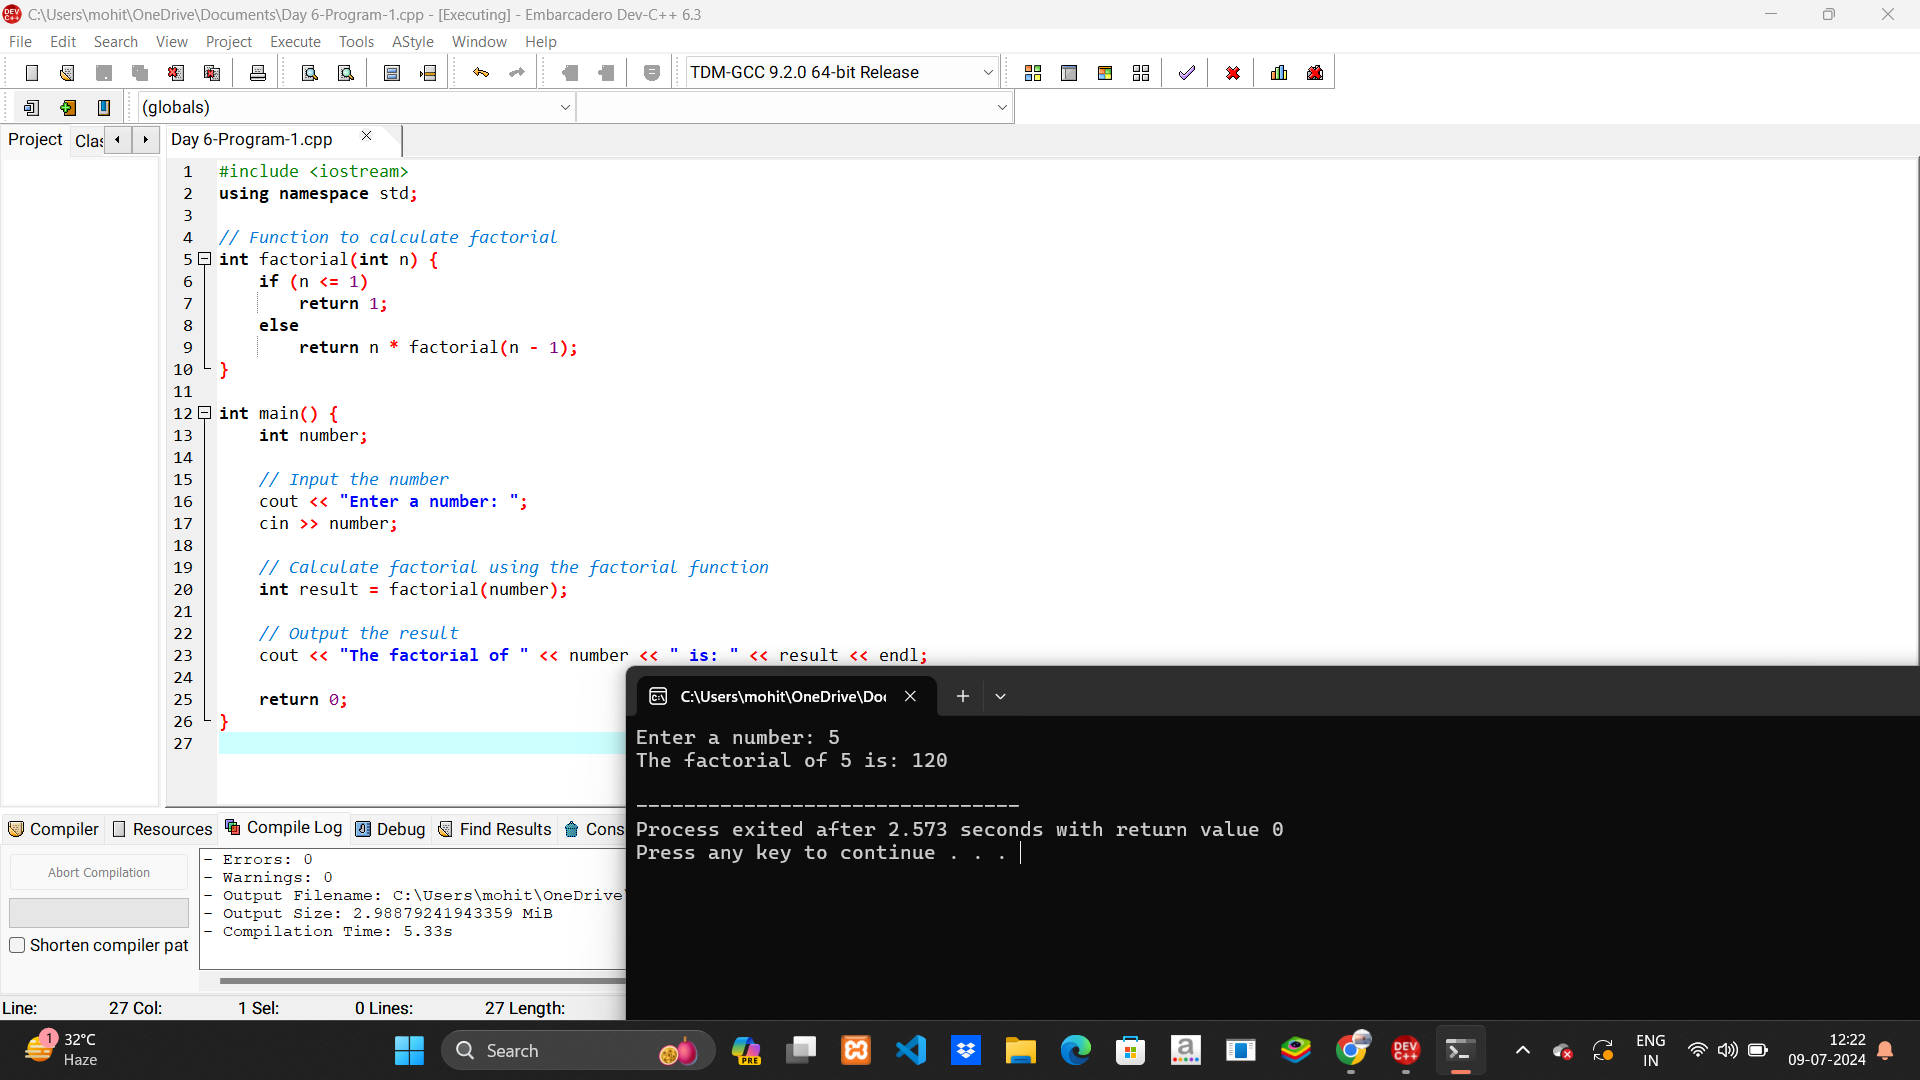 C:\Users\mohit\OneDrive\Documents\Day 6-Program-1.cpp - [Executing] - Embarcadero Dev-C++ 6.3
File Edit Search View Project Execute Tools AStyle Window Help
TDM-GCC 9.2.0 64-bit Release
(globals)
Project Clas Day 6-Program-1.cpp
1 #include <iostream>
2 using namespace std;
3
4 // Function to calculate factorial
5 int factorial(int n) {
6 if (n <= 1)
7 return 1;
8 else
9 return n * factorial(n - 1);
10 }
11
12 int main() {
13 int number;
14
15 // Input the number
16 cout << "Enter a number: ";
17 cin >> number;
18
19 // Calculate factorial using the factorial function
20 int result = factorial(number);
21
22 // Output the result
23 cout << "The factorial of " << number << " is: " << result << endl;
24
25 return 0;
26 }
27
C:\Users\mohit\OneDrive\Doc
Enter a number: 5
The factorial of 5 is: 120
--------------------------------
Process exited after 2.573 seconds with return value 0
Press any key to continue . . .
Compiler Resources Compile Log Debug Find Results Cons
Abort Compilation
Shorten compiler pat
- Errors: 0
- Warnings: 0
- Output Filename: C:\Users\mohit\OneDrive\
- Output Size: 2.98879241943359 MiB
- Compilation Time: 5.33s
Line: 27 Col: 1 Sel: 0 Lines: 27 Length:
1
32°C
Haze
Search
PRE
DEV C++
ENG
IN
12:22
09-07-2024